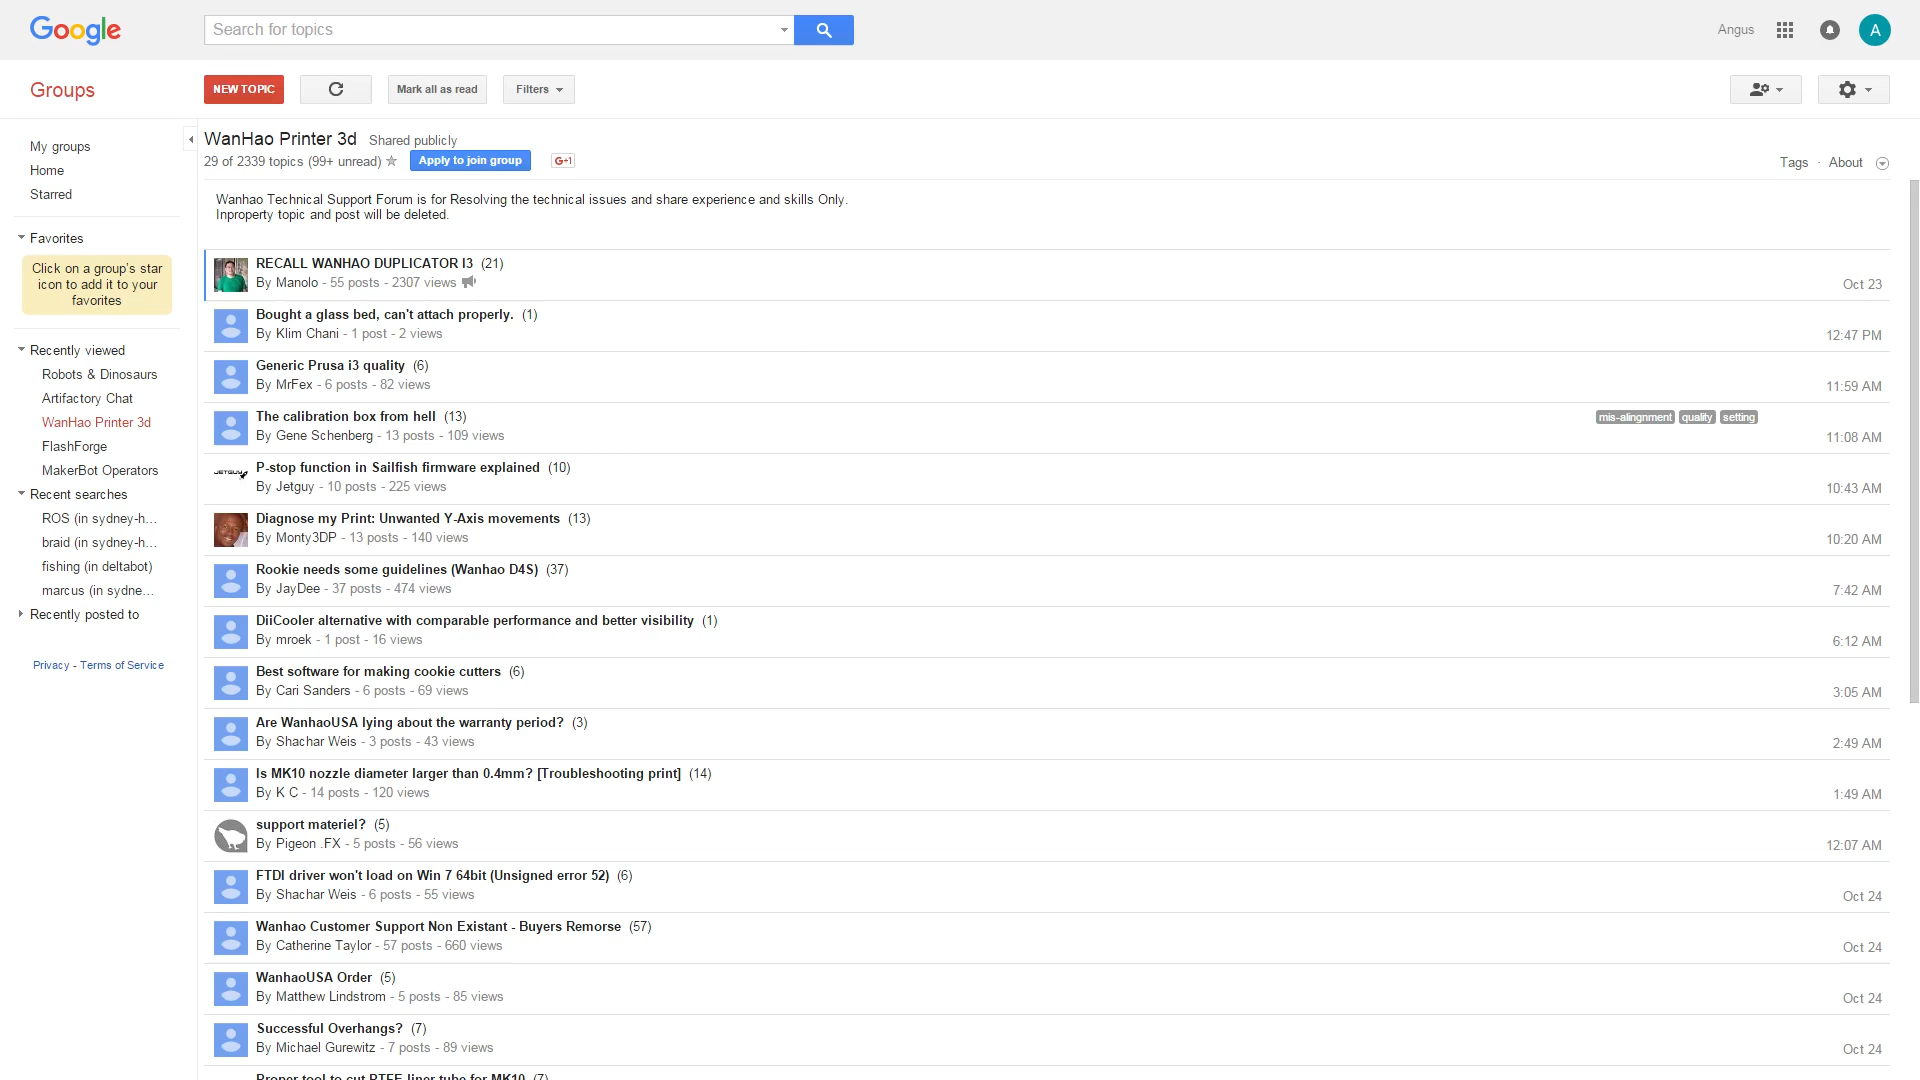 Google
Search for topics
Angus
A
Groups
NEW TOPIC
Mark all as read
Filters
My groups
Home
Starred
Favorites
Click on a group's star
icon to add it to your
favorites
Recently viewed
Robots & Dinosaurs
Artifactory Chat
WanHao Printer 3d
FlashForge
MakerBot Operators
Recent searches
ROS (in sydney-h...
braid (in sydney-h...
fishing (in deltabot)
marcus (in sydne...
Recently posted to
Privacy - Terms of Service
WanHao Printer 3d Shared publicly
29 of 2339 topics (99+ unread) Apply to join group G+1
Tags · About
Wanhao Technical Support Forum is for Resolving the technical issues and share experience and skills Only.
Inproperty topic and post will be deleted.
RECALL WANHAO DUPLICATOR I3 (21)
By Manolo - 55 posts - 2307 views
Oct 23
Bought a glass bed, can't attach properly. (1)
By Klim Chani - 1 post - 2 views
12:47 PM
Generic Prusa i3 quality (6)
By MrFex - 6 posts - 82 views
11:59 AM
The calibration box from hell (13)
mis-alingnment quality setting
By Gene Schenberg - 13 posts - 109 views
11:08 AM
JETGUY
P-stop function in Sailfish firmware explained (10)
By Jetguy - 10 posts - 225 views
10:43 AM
Diagnose my Print: Unwanted Y-Axis movements (13)
By Monty3DP - 13 posts - 140 views
10:20 AM
Rookie needs some guidelines (Wanhao D4S) (37)
By JayDee - 37 posts - 474 views
7:42 AM
DiiCooler alternative with comparable performance and better visibility (1)
By mroek - 1 post - 16 views
6:12 AM
Best software for making cookie cutters (6)
By Cari Sanders - 6 posts - 69 views
3:05 AM
Are WanhaoUSA lying about the warranty period? (3)
By Shachar Weis - 3 posts - 43 views
2:49 AM
Is MK10 nozzle diameter larger than 0.4mm? [Troubleshooting print] (14)
By K C - 14 posts - 120 views
1:49 AM
support materiel? (5)
By Pigeon .FX - 5 posts - 56 views
12:07 AM
FTDI driver won't load on Win 7 64bit (Unsigned error 52) (6)
By Shachar Weis - 6 posts - 55 views
Oct 24
Wanhao Customer Support Non Existant - Buyers Remorse (57)
By Catherine Taylor - 57 posts - 660 views
Oct 24
WanhaoUSA Order (5)
By Matthew Lindstrom - 5 posts - 85 views
Oct 24
Successful Overhangs? (7)
By Michael Gurewitz - 7 posts - 89 views
Oct 24
Proper tool to cut PTFE liner tube for MK10 (7)